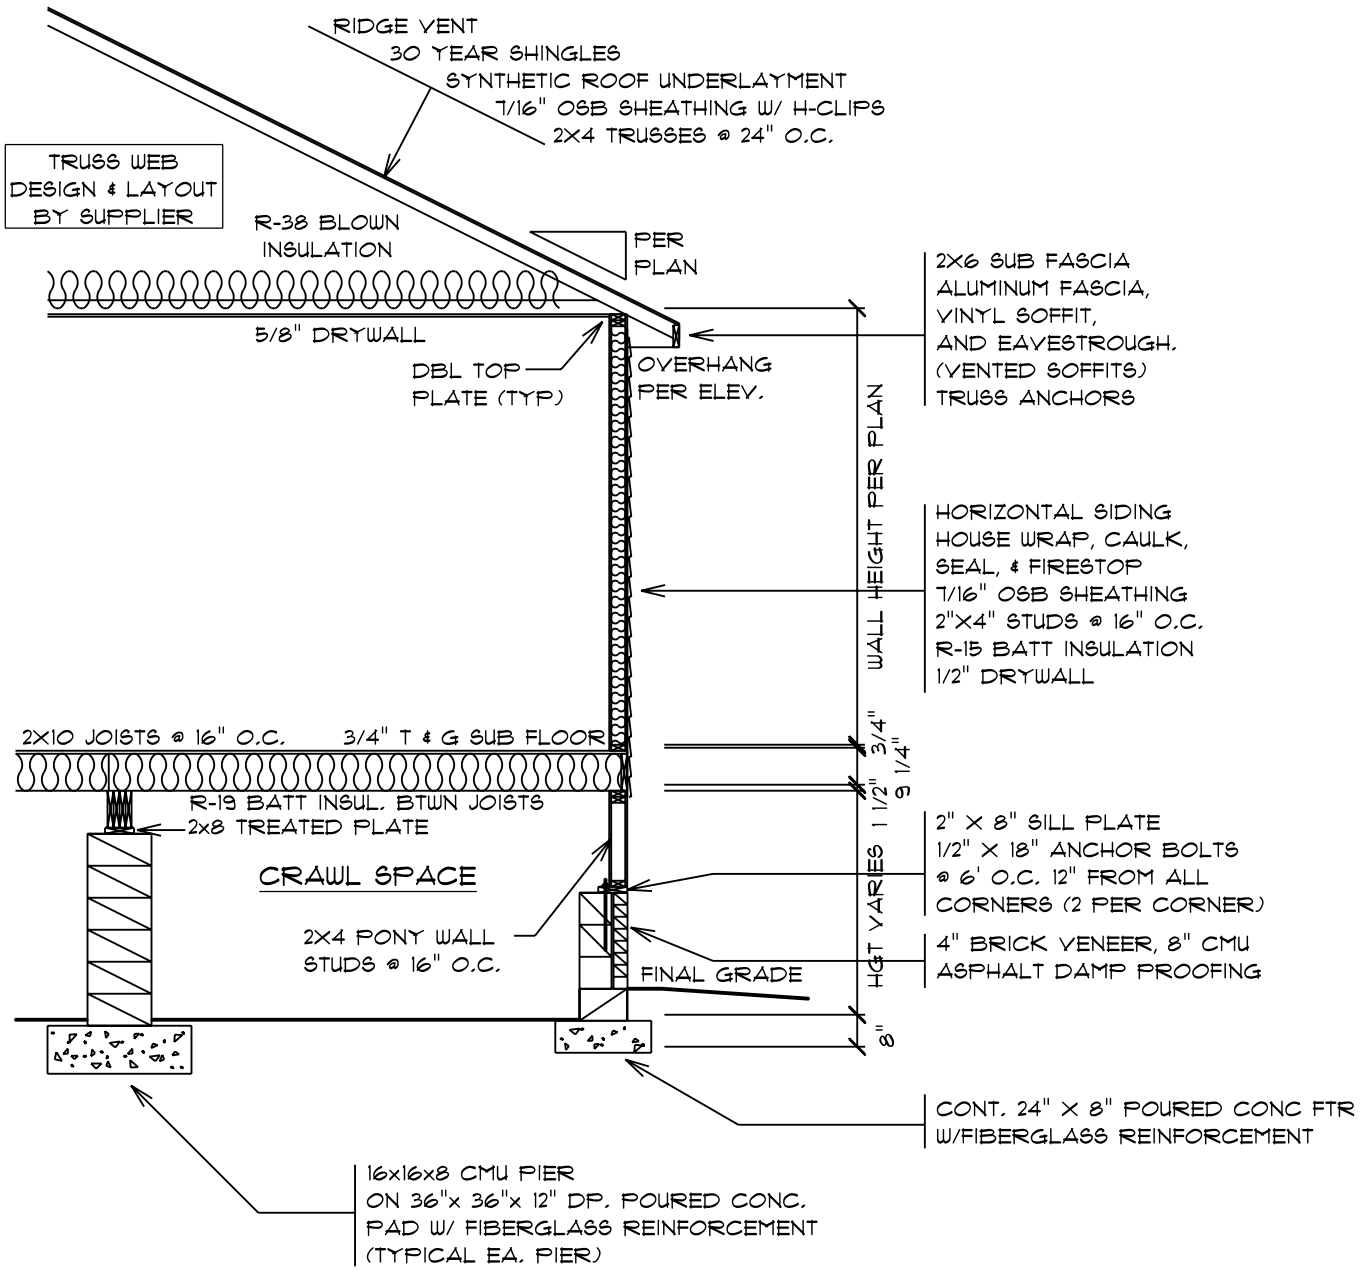 RIDGE VENT
30 YEAR SHINGLES
SYNTHETIC ROOF UNDERLAYMENT
7/16" OSB SHEATHING W/ H-CLIPS
2X4 TRUSSES @ 24" O.C.
TRUSS WEB
DESIGN & LAYOUT
BY SUPPLIER
R-38 BLOWN
INSULATION
PER
PLAN
5/8" DRYWALL
DBL TOP
PLATE (TYP)
OVERHANG
PER ELEV.
2X6 SUB FASCIA
ALUMINUM FASCIA,
VINYL SOFFIT,
AND EAVESTROUGH.
(VENTED SOFFITS)
TRUSS ANCHORS
WALL HEIGHT PER PLAN
HORIZONTAL SIDING
HOUSE WRAP, CAULK,
SEAL, & FIRESTOP
7/16" OSB SHEATHING
2"X4" STUDS @ 16" O.C.
R-15 BATT INSULATION
1/2" DRYWALL
2X10 JOISTS @ 16" O.C.
3/4" T & G SUB FLOOR
3/4"
9 1/4"
1 1/2"
R-19 BATT INSUL. BTWN JOISTS
2x8 TREATED PLATE
CRAWL SPACE
2X4 PONY WALL
STUDS @ 16" O.C.
HGT VARIES
2" X 8" SILL PLATE
1/2" X 18" ANCHOR BOLTS
@ 6' O.C. 12" FROM ALL
CORNERS (2 PER CORNER)
4" BRICK VENEER, 8" CMU
ASPHALT DAMP PROOFING
FINAL GRADE
8"
CONT. 24" X 8" POURED CONC FTR
W/FIBERGLASS REINFORCEMENT
16x16x8 CMU PIER
ON 36"x 36"x 12" DP. POURED CONC.
PAD W/ FIBERGLASS REINFORCEMENT
(TYPICAL EA. PIER)